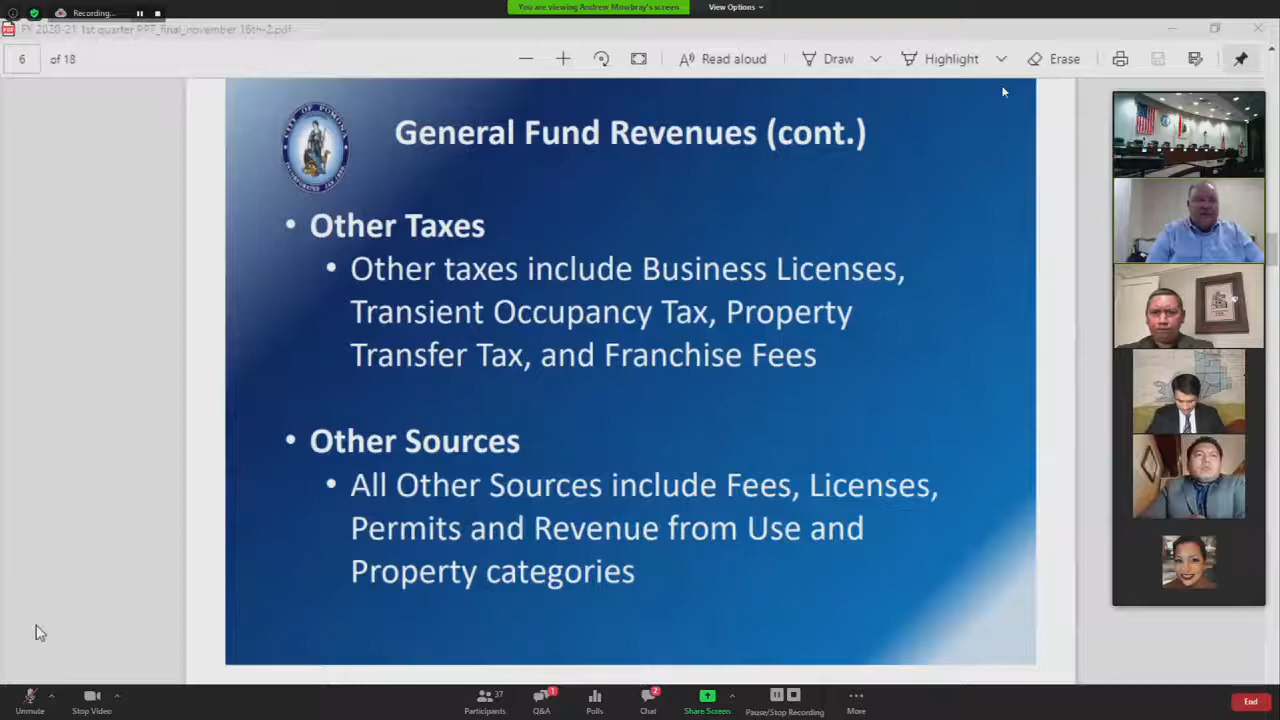 Recording...
You are viewing Andrew Mowbray's screen
View Options
FY 2020-21 1st quarter PPT_final_november 16th-2.pdf
6 of 18
Read aloud
Draw
Highlight
Erase
CITY OF POMONA
General Fund Revenues (cont.)
• Other Taxes
• Other taxes include Business Licenses,
Transient Occupancy Tax, Property
Transfer Tax, and Franchise Fees
• Other Sources
• All Other Sources include Fees, Licenses,
Permits and Revenue from Use and
Property categories
Unmute
Stop Video
Participants 37
Q&A 1
Polls
Chat 2
Share Screen
Pause/Stop Recording
More
End